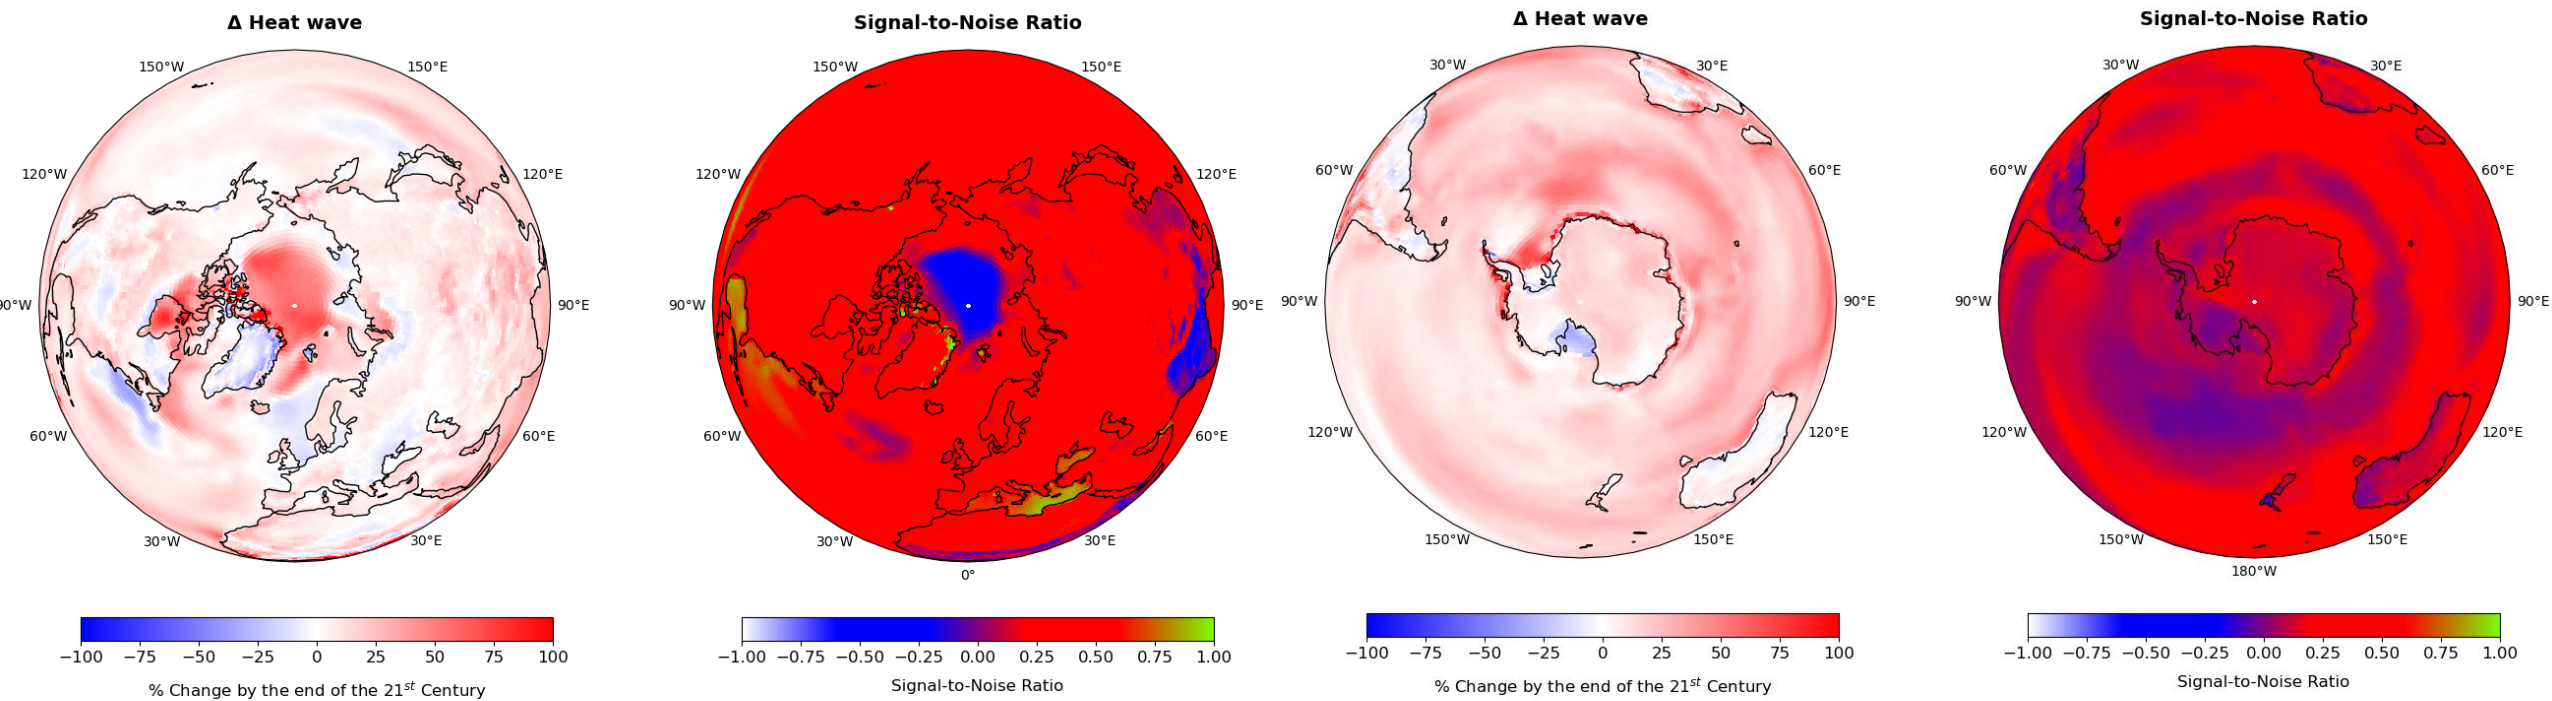 Δ Heat wave
150°W 150°E
120°W 120°E
90°W 90°E
60°W 60°E
30°W 30°E
−100 −75 −50 −25 0 25 50 75 100
% Change by the end of the 21st Century
Signal-to-Noise Ratio
150°W 150°E
120°W 120°E
90°W 90°E
60°W 60°E
30°W 30°E
0°
−1.00 −0.75 −0.50 −0.25 0.00 0.25 0.50 0.75 1.00
Signal-to-Noise Ratio
Δ Heat wave
30°W 30°E
60°W 60°E
90°W 90°E
120°W 120°E
150°W 150°E
−100 −75 −50 −25 0 25 50 75 100
% Change by the end of the 21st Century
Signal-to-Noise Ratio
30°W 30°E
60°W 60°E
90°W 90°E
120°W 120°E
150°W 150°E
180°W
−1.00 −0.75 −0.50 −0.25 0.00 0.25 0.50 0.75 1.00
Signal-to-Noise Ratio